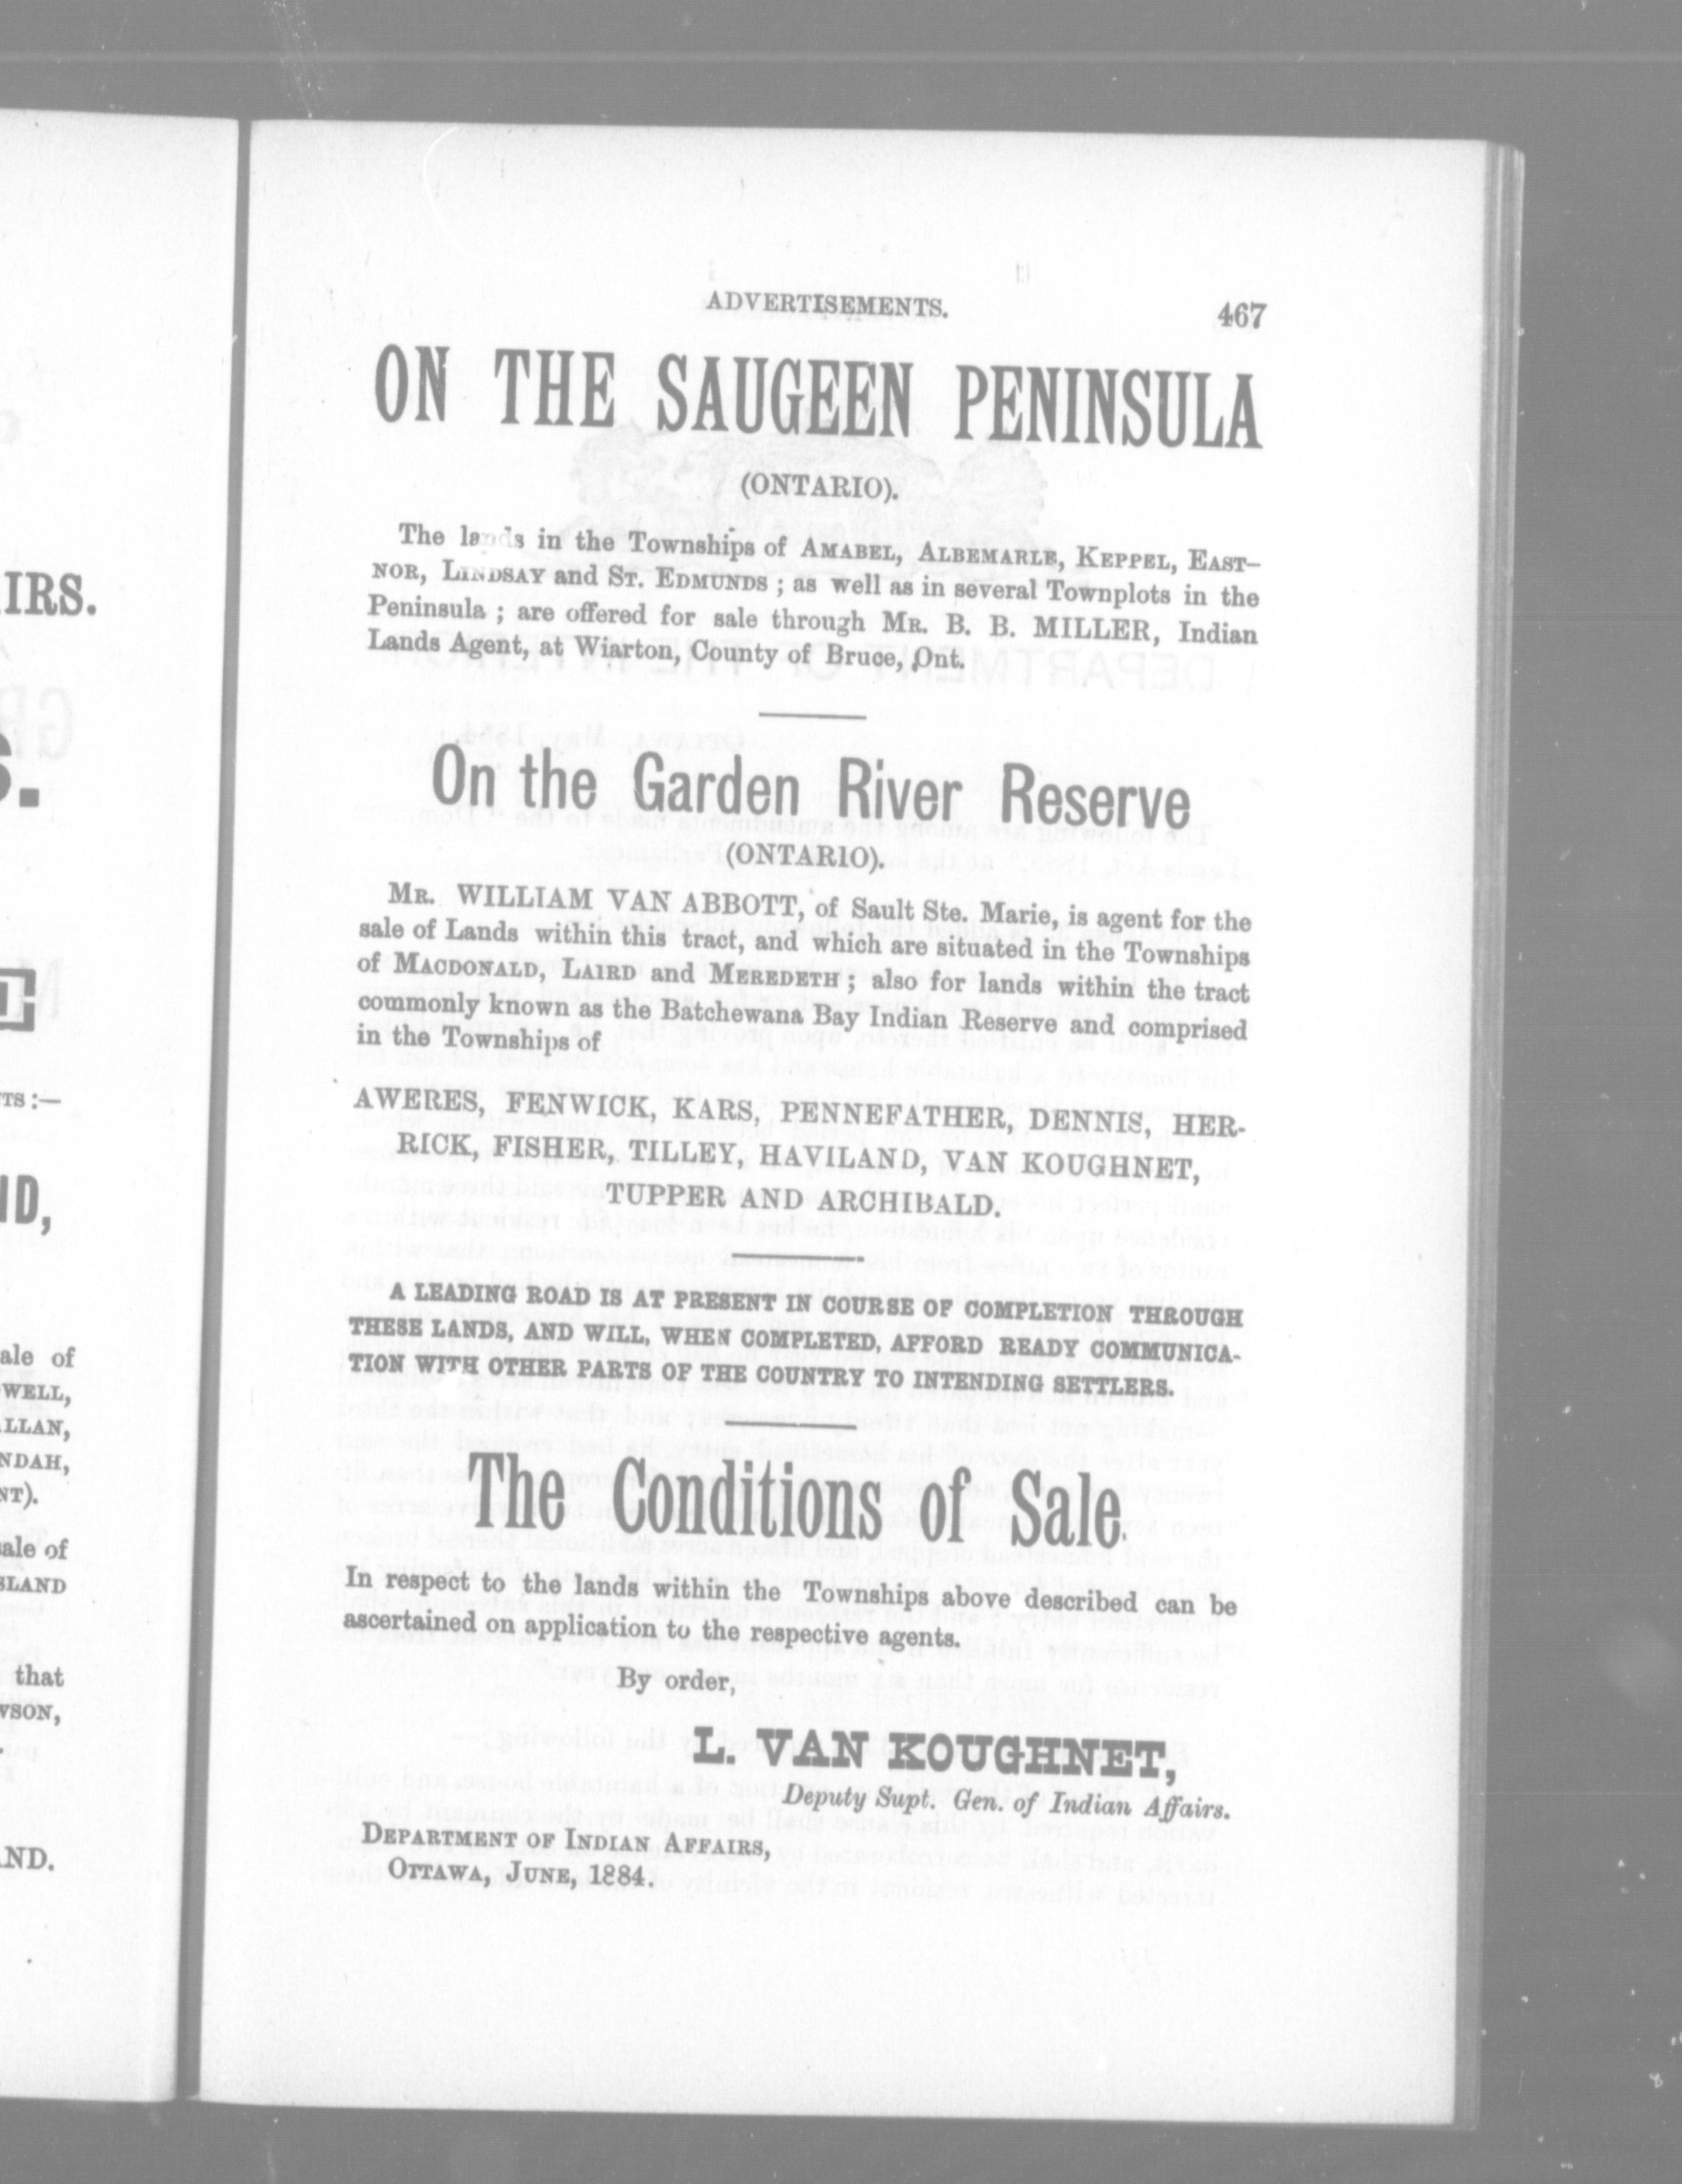 ADVERTISEMENTS. 467
ON THE SAUGEEN PENINSULA
(ONTARIO).
The lands in the Townships of AMABEL, ALBEMARLE, KEPPEL, EAST-
NOR, LINDSAY and ST. EDMUNDS ; as well as in several Townplots in the
Peninsula ; are offered for sale through MR. B. B. MILLER, Indian
Lands Agent, at Wiarton, County of Bruce, Ont.
On the Garden River Reserve
(ONTARIO).
MR. WILLIAM VAN ABBOTT, of Sault Ste. Marie, is agent for the
sale of Lands within this tract, and which are situated in the Townships
of MACDONALD, LAIRD and MEREDETH ; also for lands within the tract
commonly known as the Batchewana Bay Indian Reserve and comprised
in the Townships of
AWERES, FENWICK, KARS, PENNEFATHER, DENNIS, HER-
RICK, FISHER, TILLEY, HAVILAND, VAN KOUGHNET,
TUPPER AND ARCHIBALD.
A LEADING ROAD IS AT PRESENT IN COURSE OF COMPLETION THROUGH
THESE LANDS, AND WILL, WHEN COMPLETED, AFFORD READY COMMUNICA-
TION WITH OTHER PARTS OF THE COUNTRY TO INTENDING SETTLERS.
The Conditions of Sale.
In respect to the lands within the Townships above described can be
ascertained on application to the respective agents.
By order,
L. VAN KOUGHNET,
Deputy Supt. Gen. of Indian Affairs.
DEPARTMENT OF INDIAN AFFAIRS,
OTTAWA, JUNE, 1884.